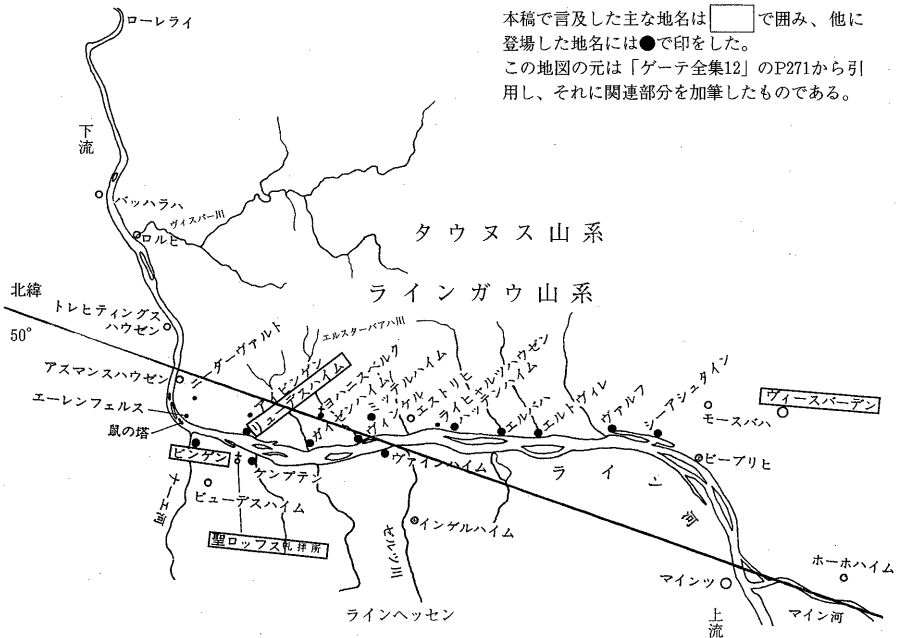 本稿で言及した主な地名は で囲み、他に
登場した地名には●で印をした。
この地図の元は「ゲーテ全集12」のP271から引
用し、それに関連部分を加筆したものである。
ローレライ
下流
バッハラハ
ヴィスパー川
ロルヒ
タウヌス山系
ラインガウ山系
北緯
50°
トレヒティングス
ハウゼン
アスマンスハウゼン
エーレンフェルス
鼠の塔
ニーダーヴァルト
アイビンゲン
リューデスハイム
エルスターバアハ川
ヨハニスベルク
ガイゼンハイム
ヴィンケル
ミッテルハイム
エストリヒ
ライヒャルツハウゼン
ハッテンハイム
エルバハ
エルトヴィレ
ヴァルフ
シーアシュタイン
モースバハ
ヴィースバーデン
ビープリヒ
ビンゲン
ケンプテン
ヴァインハイム
ライン河
ナーエ河
ビューデスハイム
聖ロッフス礼拝所
ゼルツ川
インゲルハイム
ラインヘッセン
マインツ
上流
マイン河
ホーホハイム